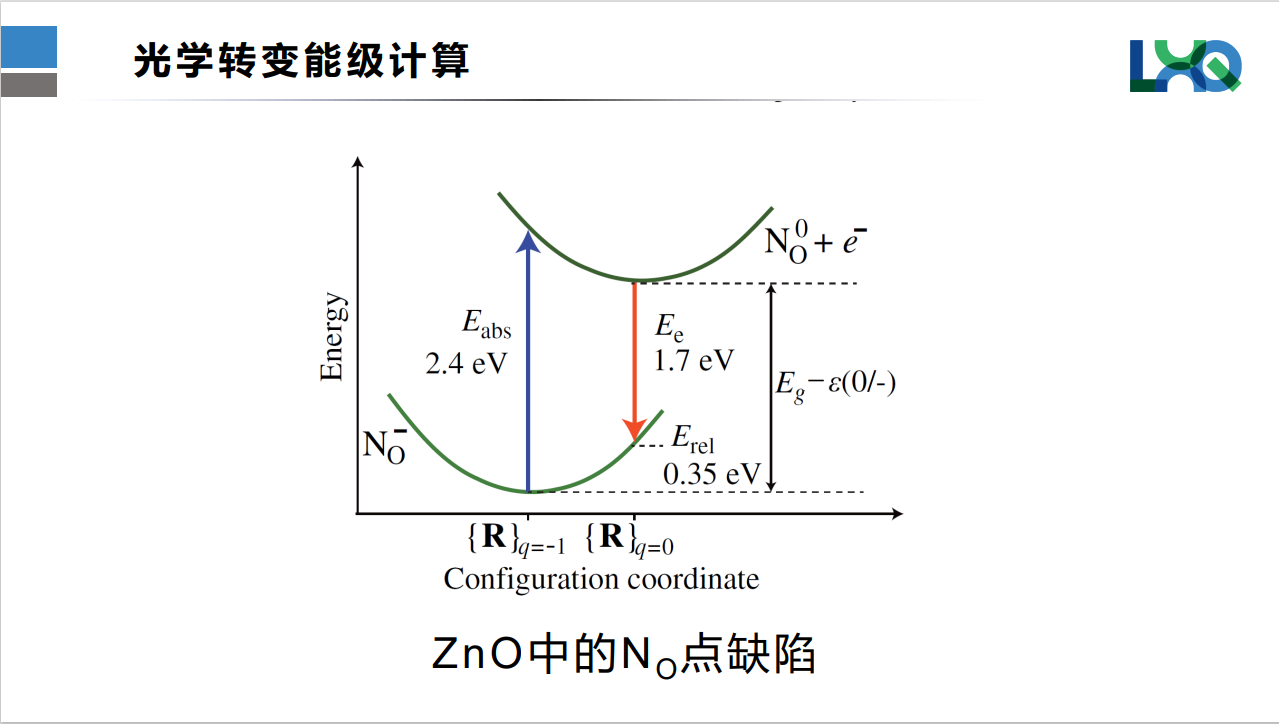 光学转变能级计算
LXQ
Energy
N_O^0 + e^-
E_abs
2.4 eV
E_e
1.7 eV
E_g − ε(0/-)
N_O^-
E_rel
0.35 eV
{R}_q=-1 {R}_q=0
Configuration coordinate
ZnO中的N_O点缺陷